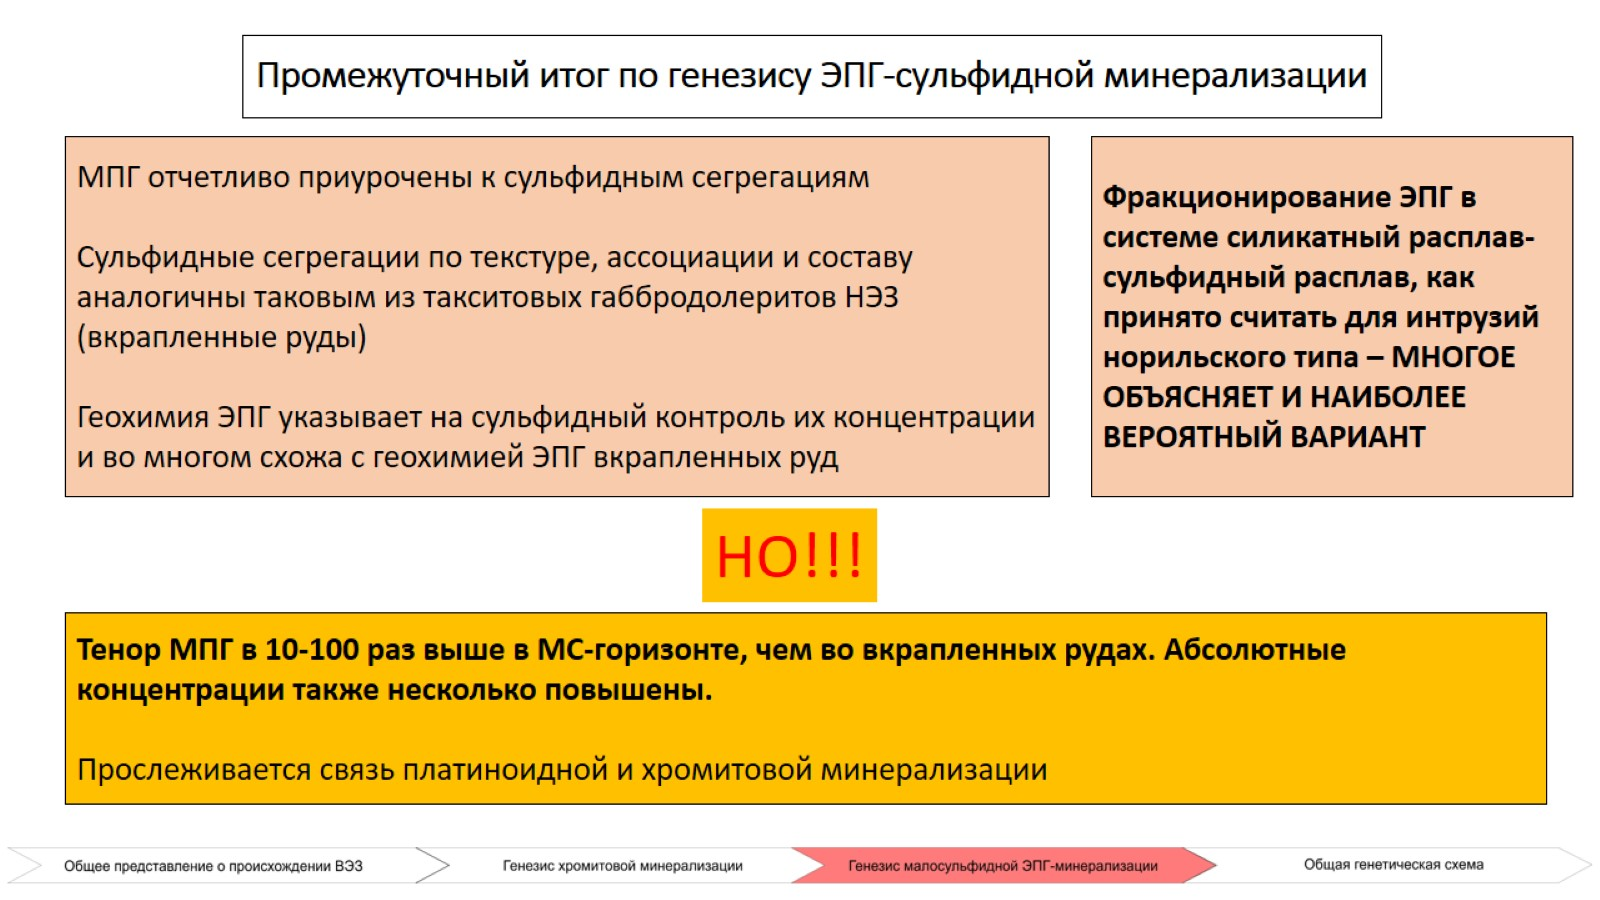 Промежуточный итог по генезису ЭПГ-сульфидной минерализации
МПГ отчетливо приурочены к сульфидным сегрегациям
Сульфидные сегрегации по текстуре, ассоциации и составу
аналогичны таковым из такситовых габбродолеритов НЭЗ
(вкрапленные руды)
Геохимия ЭПГ указывает на сульфидный контроль их концентрации
и во многом схожа с геохимией ЭПГ вкрапленных руд
Фракционирование ЭПГ в
системе силикатный расплав-
сульфидный расплав, как
принято считать для интрузий
норильского типа – МНОГОЕ
ОБЪЯСНЯЕТ И НАИБОЛЕЕ
ВЕРОЯТНЫЙ ВАРИАНТ
НО!!!
Тенор МПГ в 10-100 раз выше в МС-горизонте, чем во вкрапленных рудах. Абсолютные
концентрации также несколько повышены.
Прослеживается связь платиноидной и хромитовой минерализации
Общее представление о происхождении ВЭЗ
Генезис хромитовой минерализации
Генезис малосульфидной ЭПГ-минерализации
Общая генетическая схема